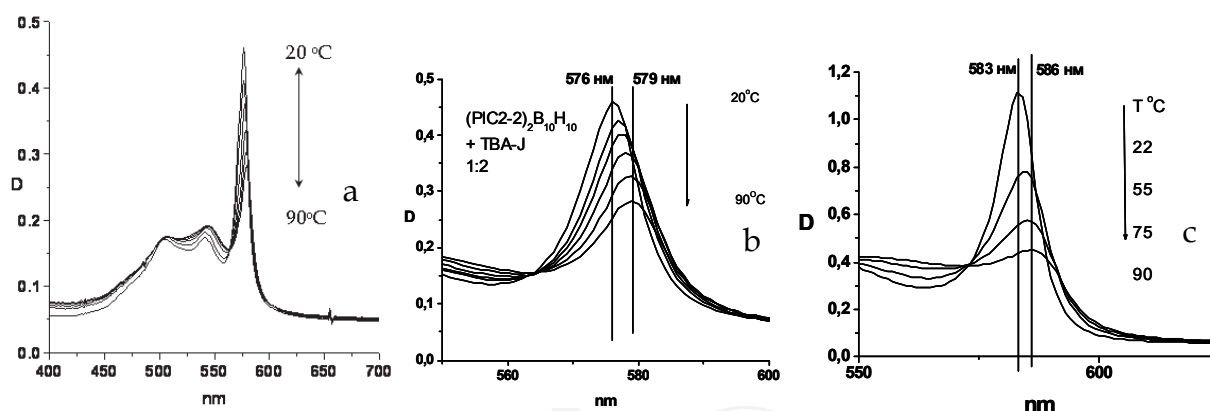 0.5
0.4
0.3
D
0.2
0.1
0.0
400 450 500 550 600 650 700
nm
20 °C
90°C
a
576 нм 579 нм
0,5
0,4
0,3
D
0,2
0,1
0,0
560 580 600
nm
(PIC2-2)₂B₁₀H₁₀
+ TBA-J
1:2
20°C
90°C
b
583 нм 586 нм
1,2
1,0
0,8
D
0,6
0,4
0,2
0,0
550 600
nm
T °C
22
55
75
90
c